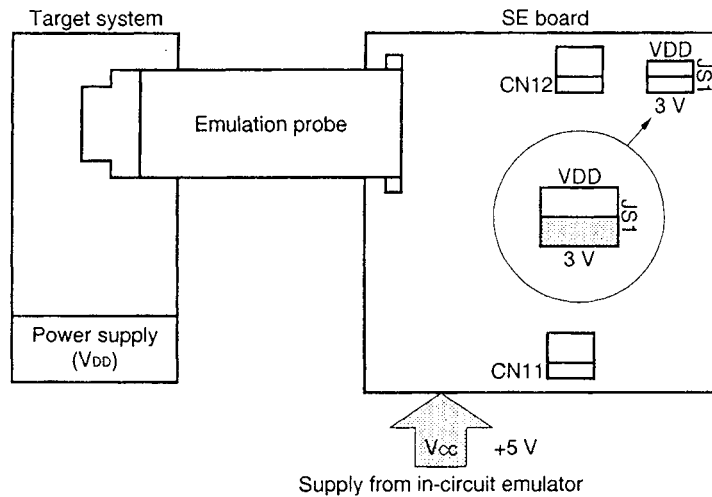 Target system
SE board
VDD
JS1
3 V
CN12
Emulation probe
VDD
JS1
3 V
Power supply
(VDD)
CN11
Vcc +5 V
Supply from in-circuit emulator